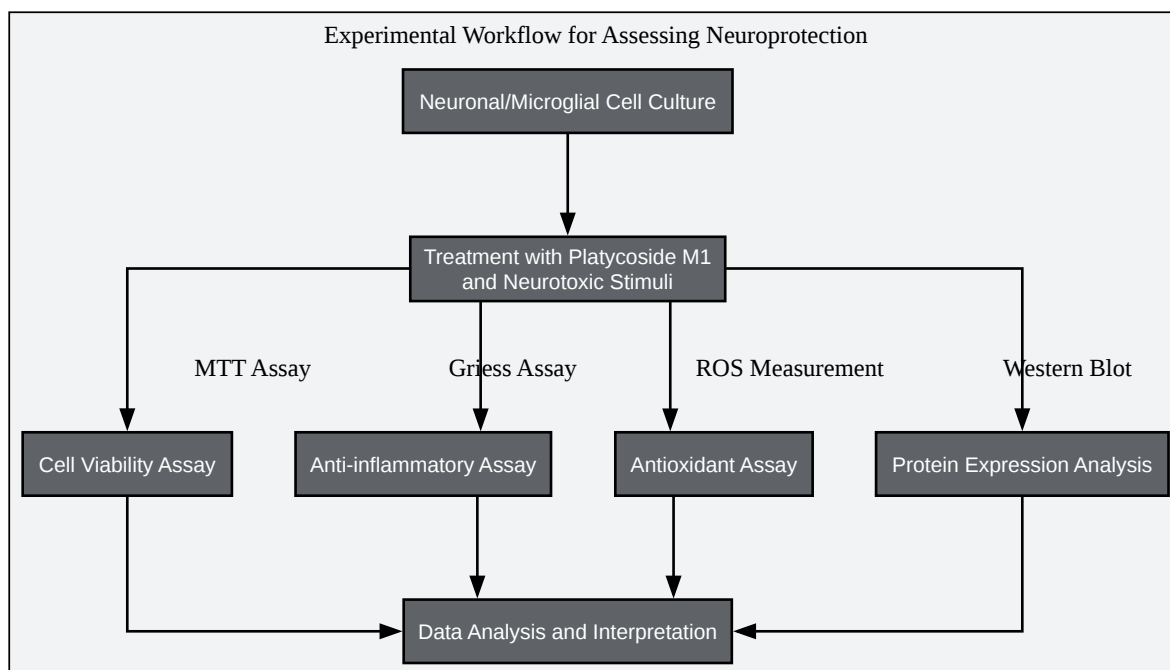 Experimental Workflow for Assessing Neuroprotection
Neuronal/Microglial Cell Culture
Treatment with Platycoside M1
and Neurotoxic Stimuli
MTT Assay
Griess Assay
ROS Measurement
Western Blot
Cell Viability Assay
Anti-inflammatory Assay
Antioxidant Assay
Protein Expression Analysis
Data Analysis and Interpretation